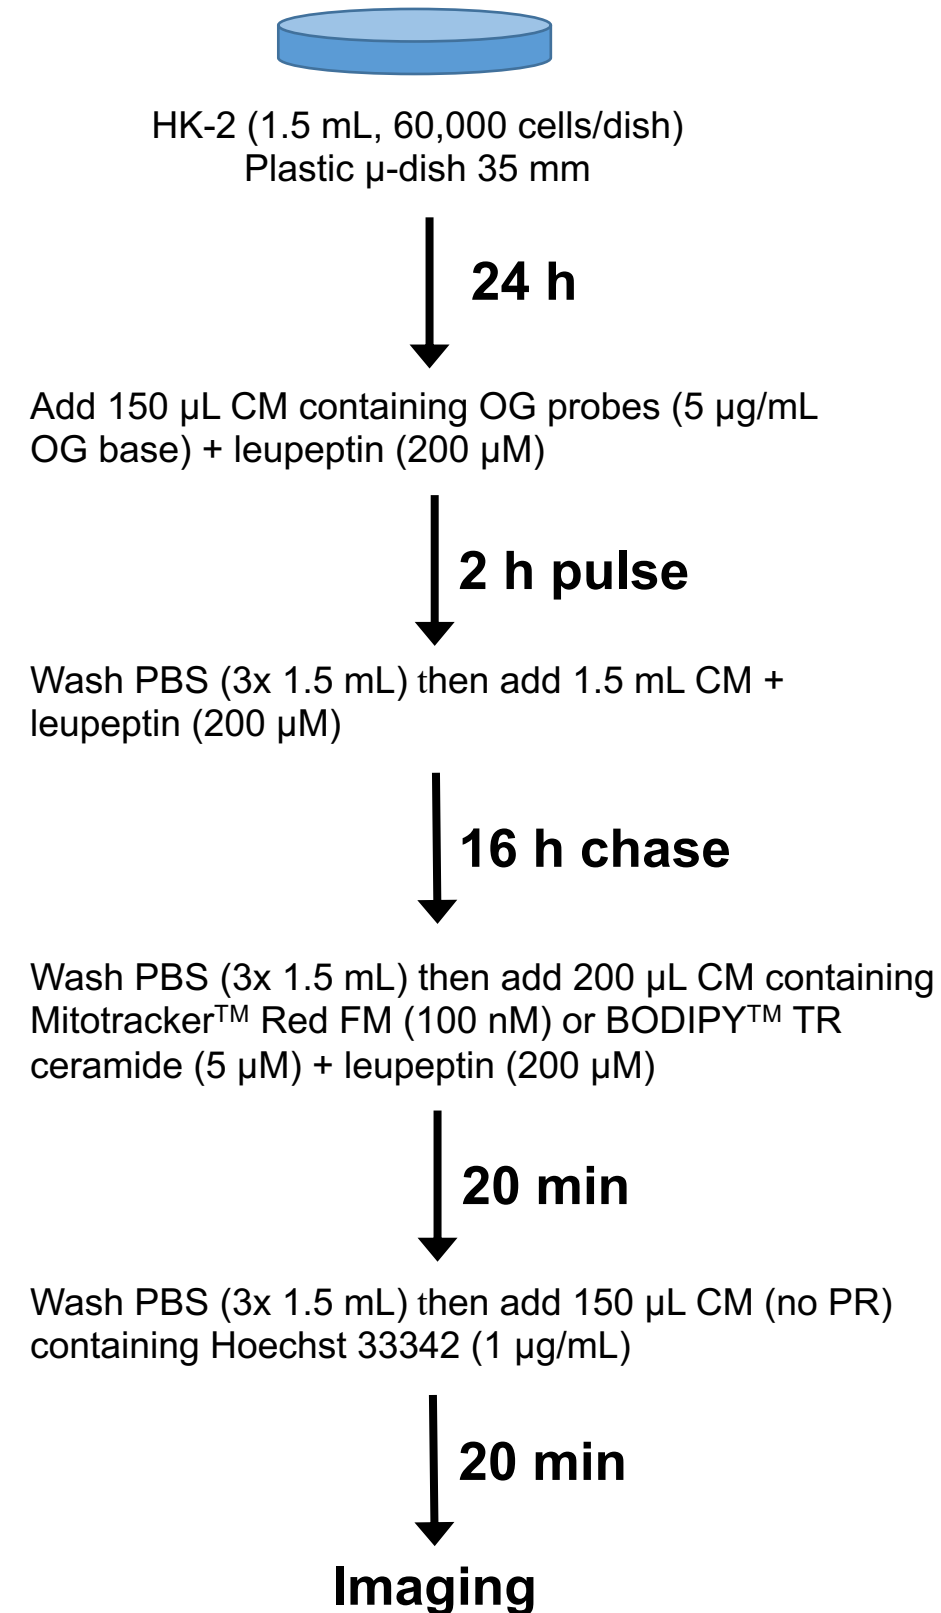 HK-2 (1.5 mL, 60,000 cells/dish)
Plastic µ-dish 35 mm
24 h
Add 150 µL CM containing OG probes (5 µg/mL
OG base) + leupeptin (200 µM)
2 h pulse
Wash PBS (3x 1.5 mL) then add 1.5 mL CM +
leupeptin (200 µM)
16 h chase
Wash PBS (3x 1.5 mL) then add 200 µL CM containing
Mitotracker™ Red FM (100 nM) or BODIPY™ TR
ceramide (5 µM) + leupeptin (200 µM)
20 min
Wash PBS (3x 1.5 mL) then add 150 µL CM (no PR)
containing Hoechst 33342 (1 µg/mL)
20 min
Imaging